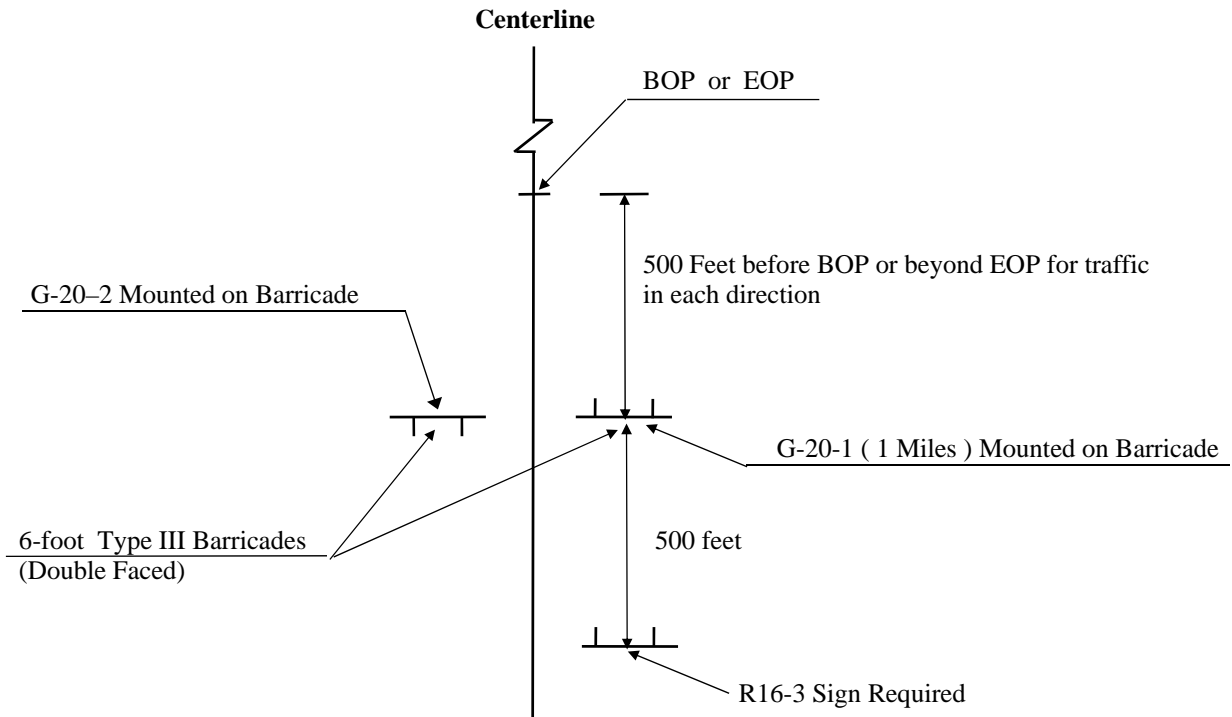 Centerline
BOP or EOP
500 Feet before BOP or beyond EOP for traffic
in each direction
G-20–2 Mounted on Barricade
G-20-1 ( 1 Miles ) Mounted on Barricade
6-foot Type III Barricades
(Double Faced)
500 feet
R16-3 Sign Required